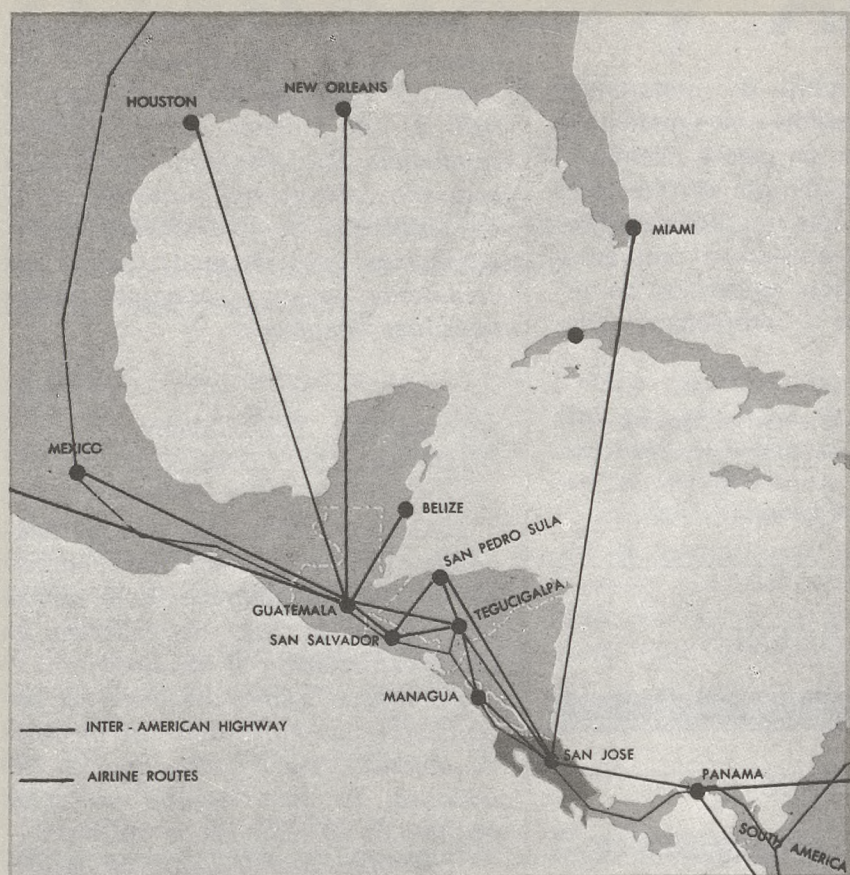 NEW ORLEANS
HOUSTON
MIAMI
MEXICO
BELIZE
SAN PEDRO SULA
TEGUCIGALPA
GUATEMALA
SAN SALVADOR
MANAGUA
INTER - AMERICAN HIGHWAY
SAN JOSE
AIRLINE ROUTES
PANAMA
SOUTH AMERICA